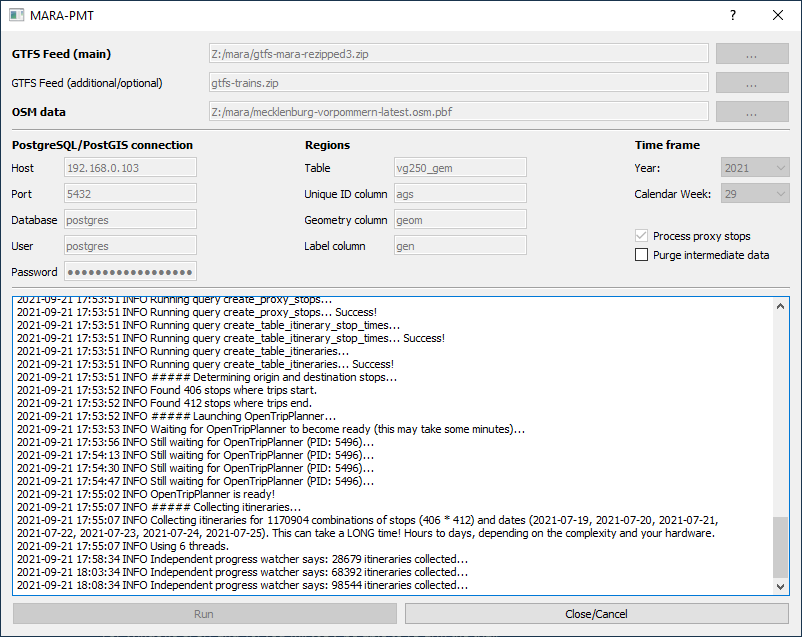 MARA-PMT
?
GTFS Feed (main) Z:/mara/gtfs-mara-rezipped3.zip ...
GTFS Feed (additional/optional) gtfs-trains.zip ...
OSM data Z:/mara/mecklenburg-vorpommern-latest.osm.pbf ...
PostgreSQL/PostGIS connection Regions Time frame
Host 192.168.0.103 Table vg250_gem Year: 2021
Port 5432 Unique ID column ags Calendar Week: 29
Database postgres Geometry column geom
User postgres Label column gen
Process proxy stops
Purge intermediate data
Password ●●●●●●●●●●●●●●●●●●
2021-09-21 17:53:51 INFO Running query create_proxy_stops...
2021-09-21 17:53:51 INFO Running query create_proxy_stops... Success!
2021-09-21 17:53:51 INFO Running query create_table_itinerary_stop_times...
2021-09-21 17:53:51 INFO Running query create_table_itinerary_stop_times... Success!
2021-09-21 17:53:51 INFO Running query create_table_itineraries...
2021-09-21 17:53:51 INFO Running query create_table_itineraries... Success!
2021-09-21 17:53:51 INFO ##### Determining origin and destination stops...
2021-09-21 17:53:52 INFO Found 406 stops where trips start.
2021-09-21 17:53:52 INFO Found 412 stops where trips end.
2021-09-21 17:53:52 INFO ##### Launching OpenTripPlanner...
2021-09-21 17:53:53 INFO Waiting for OpenTripPlanner to become ready (this may take some minutes)...
2021-09-21 17:53:56 INFO Still waiting for OpenTripPlanner (PID: 5496)...
2021-09-21 17:54:13 INFO Still waiting for OpenTripPlanner (PID: 5496)...
2021-09-21 17:54:30 INFO Still waiting for OpenTripPlanner (PID: 5496)...
2021-09-21 17:54:47 INFO Still waiting for OpenTripPlanner (PID: 5496)...
2021-09-21 17:55:02 INFO OpenTripPlanner is ready!
2021-09-21 17:55:07 INFO ##### Collecting itineraries...
2021-09-21 17:55:07 INFO Collecting itineraries for 1170904 combinations of stops (406 * 412) and dates (2021-07-19, 2021-07-20, 2021-07-21,
2021-07-22, 2021-07-23, 2021-07-24, 2021-07-25). This can take a LONG time! Hours to days, depending on the complexity and your hardware.
2021-09-21 17:55:07 INFO Using 6 threads.
2021-09-21 17:58:34 INFO Independent progress watcher says: 28679 itineraries collected...
2021-09-21 18:03:34 INFO Independent progress watcher says: 68392 itineraries collected...
2021-09-21 18:08:34 INFO Independent progress watcher says: 98544 itineraries collected...
Run Close/Cancel